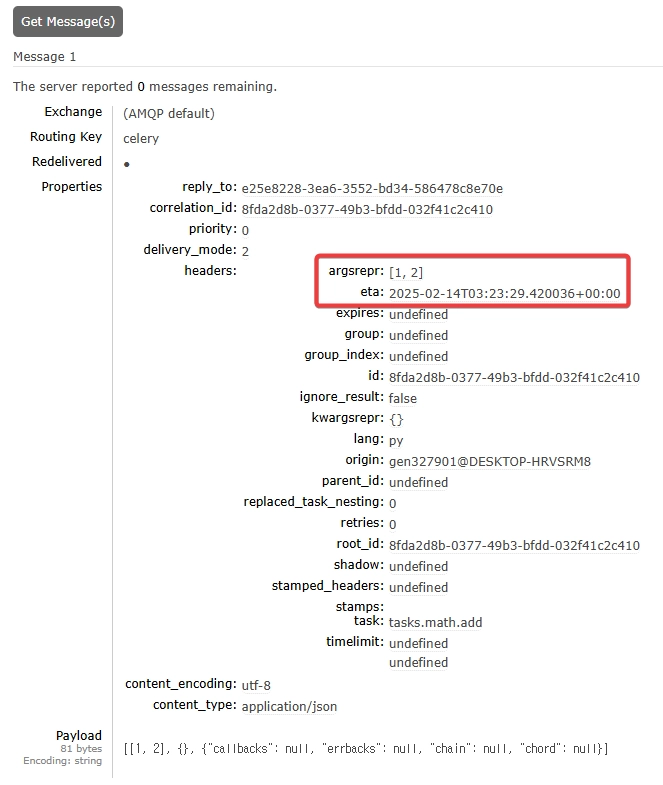 Get Message(s)
Message 1
The server reported 0 messages remaining.
Exchange (AMQP default)
Routing Key celery
Redelivered ●
Properties reply_to: e25e8228-3ea6-3552-bd34-586478c8e70e
correlation_id: 8fda2d8b-0377-49b3-bfdd-032f41c2c410
priority: 0
delivery_mode: 2
headers: argsrepr: [1, 2]
eta: 2025-02-14T03:23:29.420036+00:00
expires: undefined
group: undefined
group_index: undefined
id: 8fda2d8b-0377-49b3-bfdd-032f41c2c410
ignore_result: false
kwargsrepr: {}
lang: py
origin: gen327901@DESKTOP-HRVSRM8
parent_id: undefined
replaced_task_nesting: 0
retries: 0
root_id: 8fda2d8b-0377-49b3-bfdd-032f41c2c410
shadow: undefined
stamped_headers: undefined
stamps:
task: tasks.math.add
timelimit: undefined
undefined
content_encoding: utf-8
content_type: application/json
Payload
81 bytes
Encoding: string
[[1, 2], {}, {"callbacks": null, "errbacks": null, "chain": null, "chord": null}]